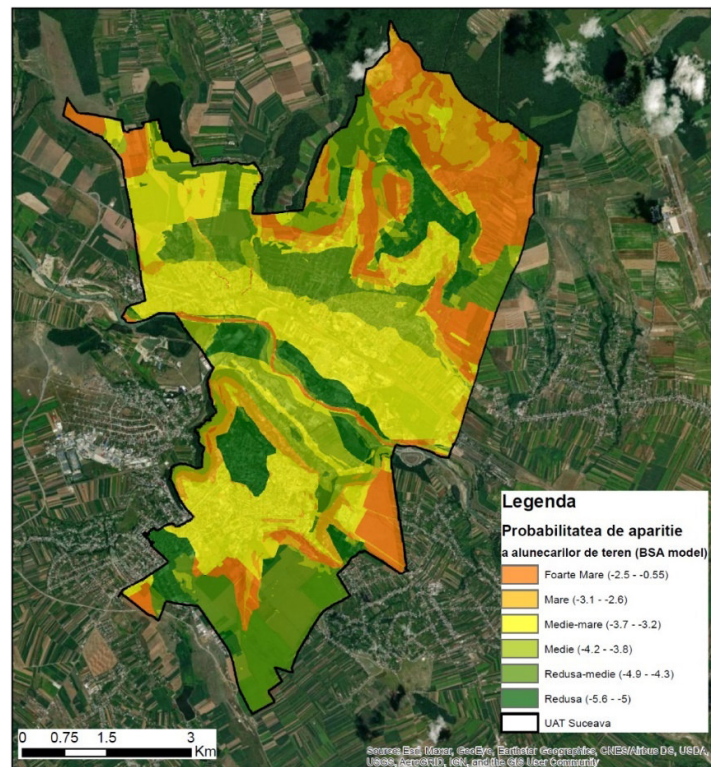 Legenda
Probabilitatea de aparitie
a alunecarilor de teren (BSA model)
Foarte Mare (-2.5 - -0.55)
Mare (-3.1 - -2.6)
Medie-mare (-3.7 - -3.2)
Medie (-4.2 - -3.8)
Redusa-medie (-4.9 - -4.3)
Redusa (-5.6 - -5)
UAT Suceava
0 0.75 1.5 3
Km
Source: Esri, Maxar, GeoEye, Earthstar Geographics, CNES/Airbus DS, USDA,
USGS, AeroGRID, IGN, and the GIS User Community